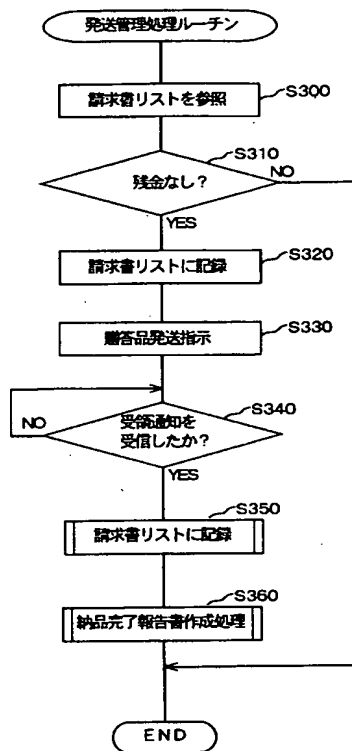 発送管理処理ルーチン
S300
請求書リストを参照
S310
残金なし?
NO
YES
S320
請求書リストに記録
S330
贈答品発送指示
S340
NO
受領通知を
受信したか?
YES
S350
請求書リストに記録
S360
納品完了報告書作成処理
END